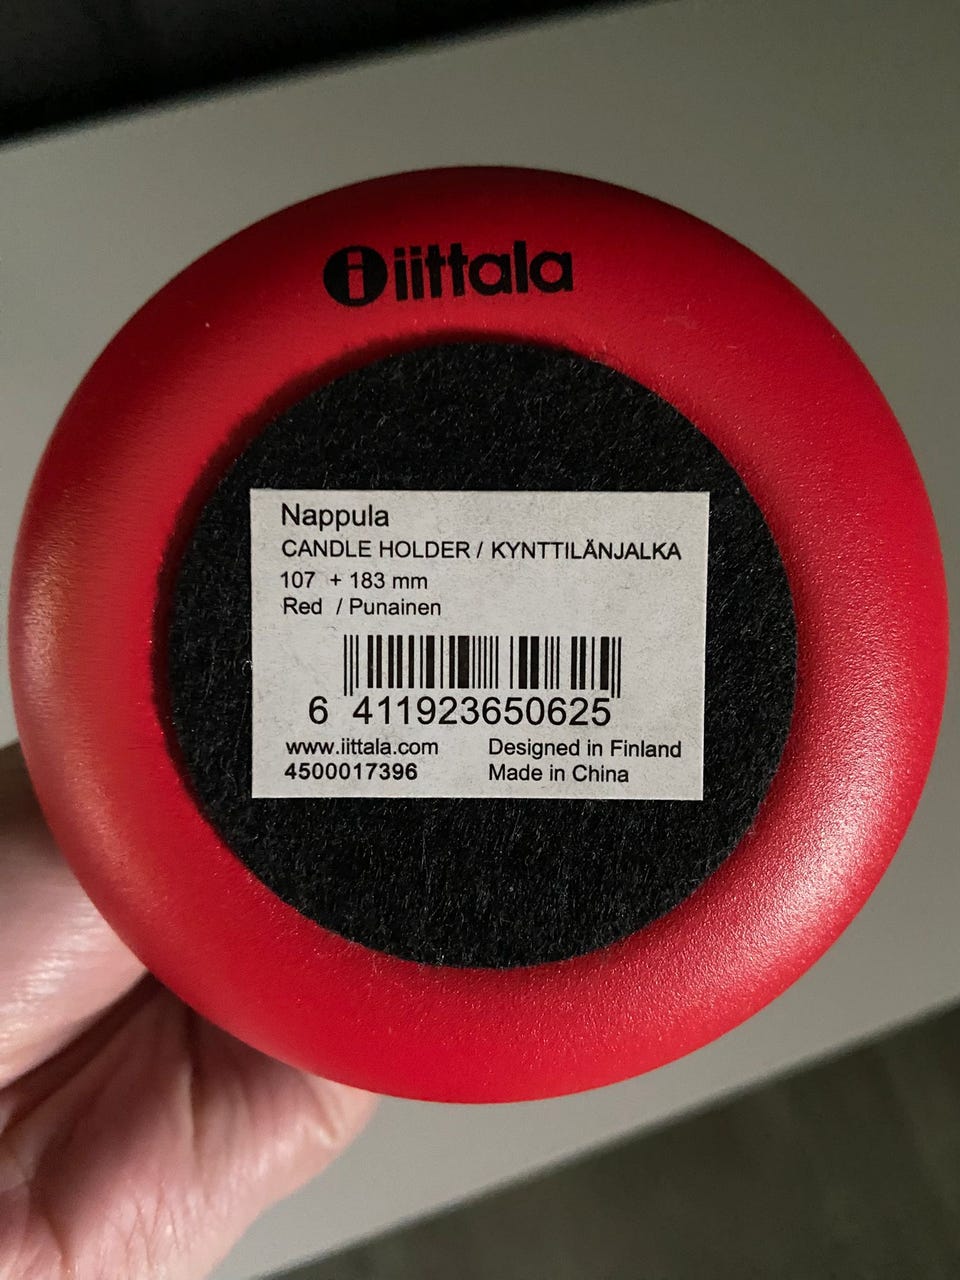 i iittala
Nappula
CANDLE HOLDER / KYNTTILÄNJALKA
107 + 183 mm
Red / Punainen
6 411923650625
www.iittala.com Designed in Finland
4500017396 Made in China